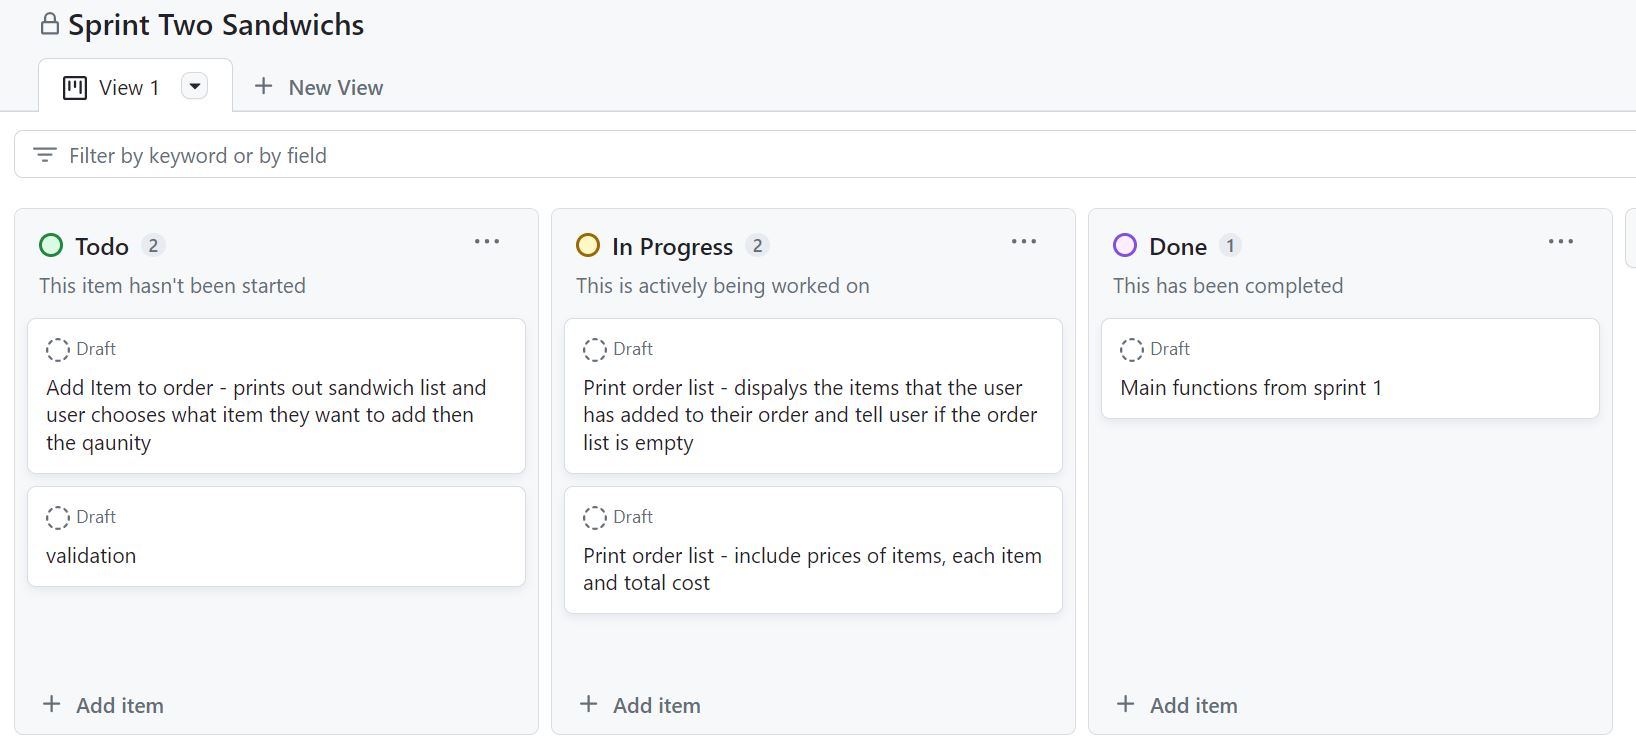 Sprint Two Sandwichs
View 1
New View
Filter by keyword or by field
Todo 2
This item hasn't been started
Draft
Add Item to order - prints out sandwich list and
user chooses what item they want to add then
the qaunity
Draft
validation
Add item
In Progress 2
This is actively being worked on
Draft
Print order list - dispalys the items that the user
has added to their order and tell user if the order
list is empty
Draft
Print order list - include prices of items, each item
and total cost
Add item
Done 1
This has been completed
Draft
Main functions from sprint 1
Add item